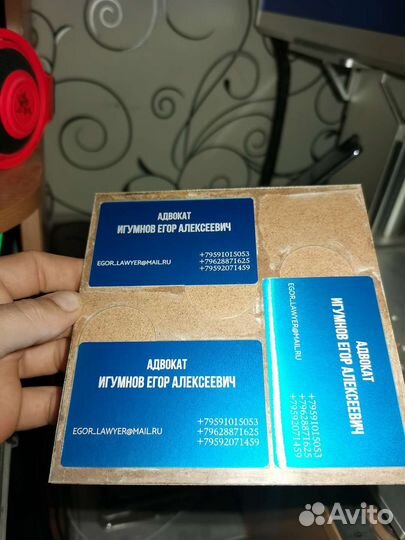 АДВОКАТ
ИГУМНОВ ЕГОР АЛЕКСЕЕВИЧ
+79591015053
EGOR_LAWYER@MAIL.RU +79628871625
+79592071459
АДВОКАТ
ИГУМНОВ ЕГОР АЛЕКСЕЕВИЧ
+79591015053
EGOR_LAWYER@MAIL.RU +79628871625
+79592071459
АДВОКАТ
ИГУМНОВ ЕГОР АЛЕКСЕЕВИЧ
EGOR_LAWYER@MAIL.RU
+79591015053
+79628871625
+79592071459
Avito